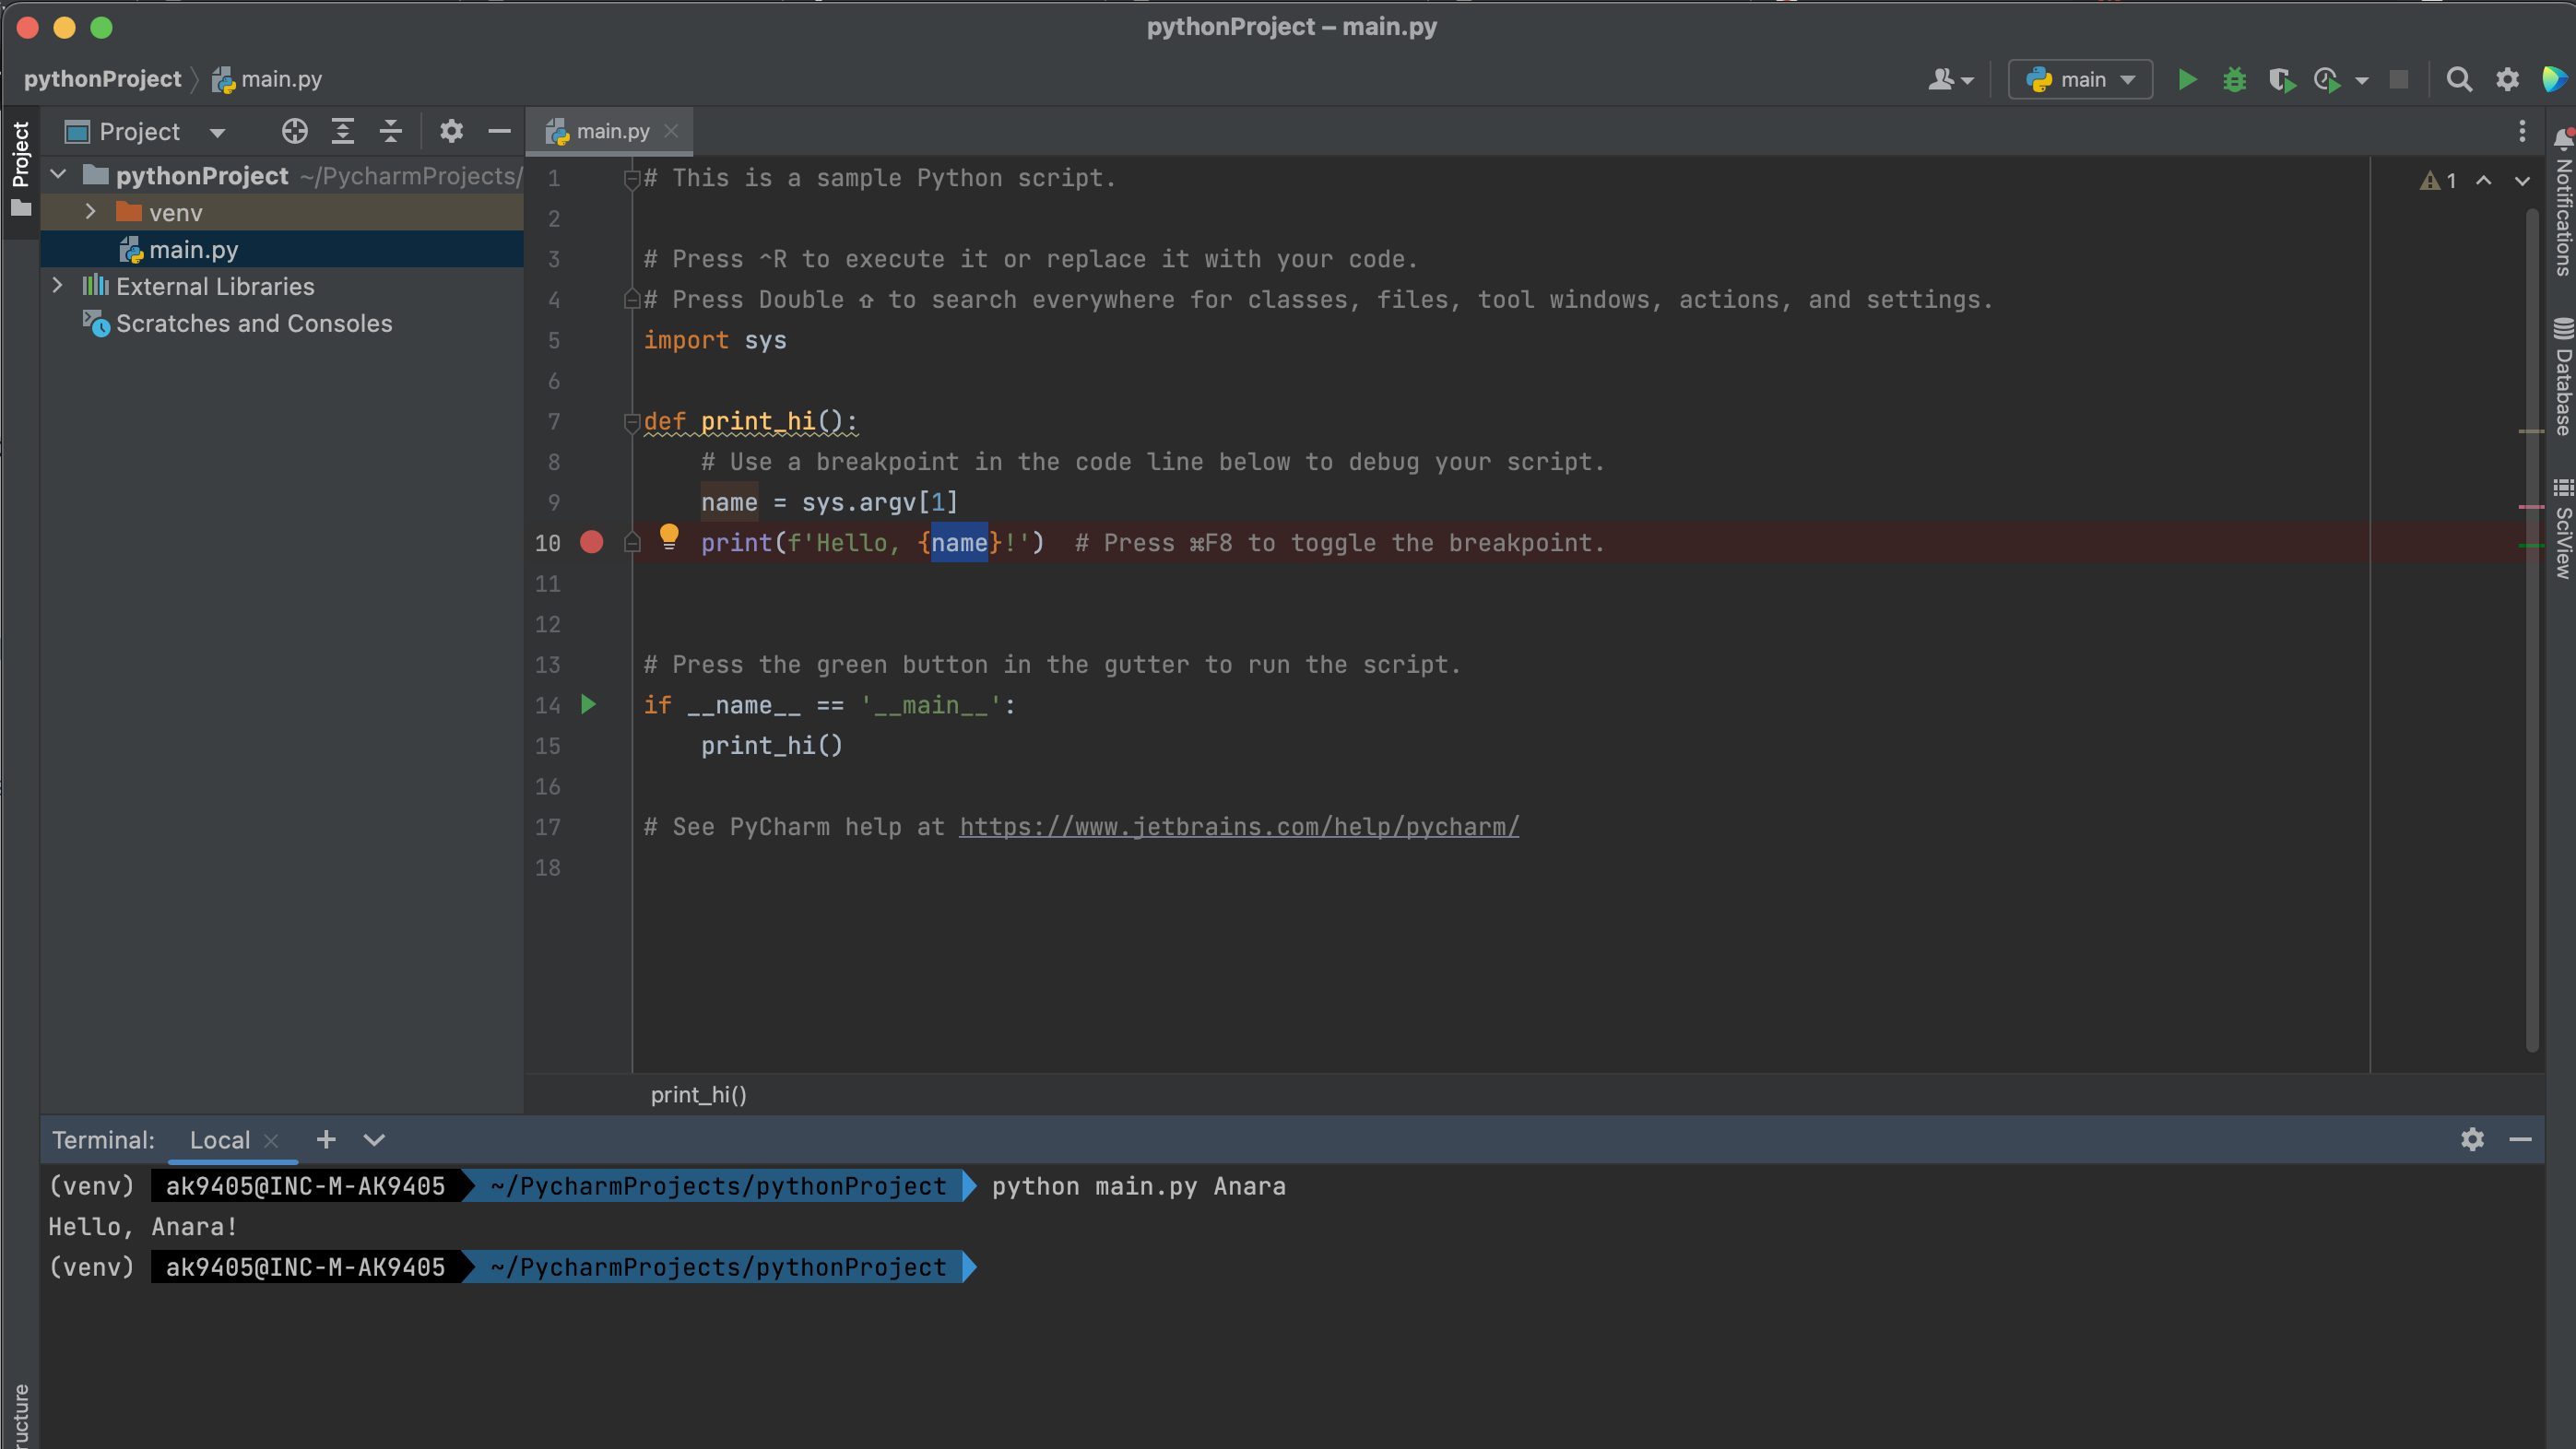 pythonProject – main.py
pythonProject main.py
main
Project
Project
main.py
pythonProject ~/PycharmProjects/
venv
main.py
External Libraries
Scratches and Consoles
1 # This is a sample Python script.
2
3 # Press ^R to execute it or replace it with your code.
4 # Press Double ⇧ to search everywhere for classes, files, tool windows, actions, and settings.
5 import sys
6
7 def print_hi():
8 # Use a breakpoint in the code line below to debug your script.
9 name = sys.argv[1]
10 print(f'Hello, {name}!') # Press ⌘F8 to toggle the breakpoint.
11
12
13 # Press the green button in the gutter to run the script.
14 if __name__ == '__main__':
15 print_hi()
16
17 # See PyCharm help at https://www.jetbrains.com/help/pycharm/
18
1
Notifications
Database
SciView
print_hi()
Terminal: Local
(venv) ak9405@INC-M-AK9405 ~/PycharmProjects/pythonProject python main.py Anara
Hello, Anara!
(venv) ak9405@INC-M-AK9405 ~/PycharmProjects/pythonProject
ructure